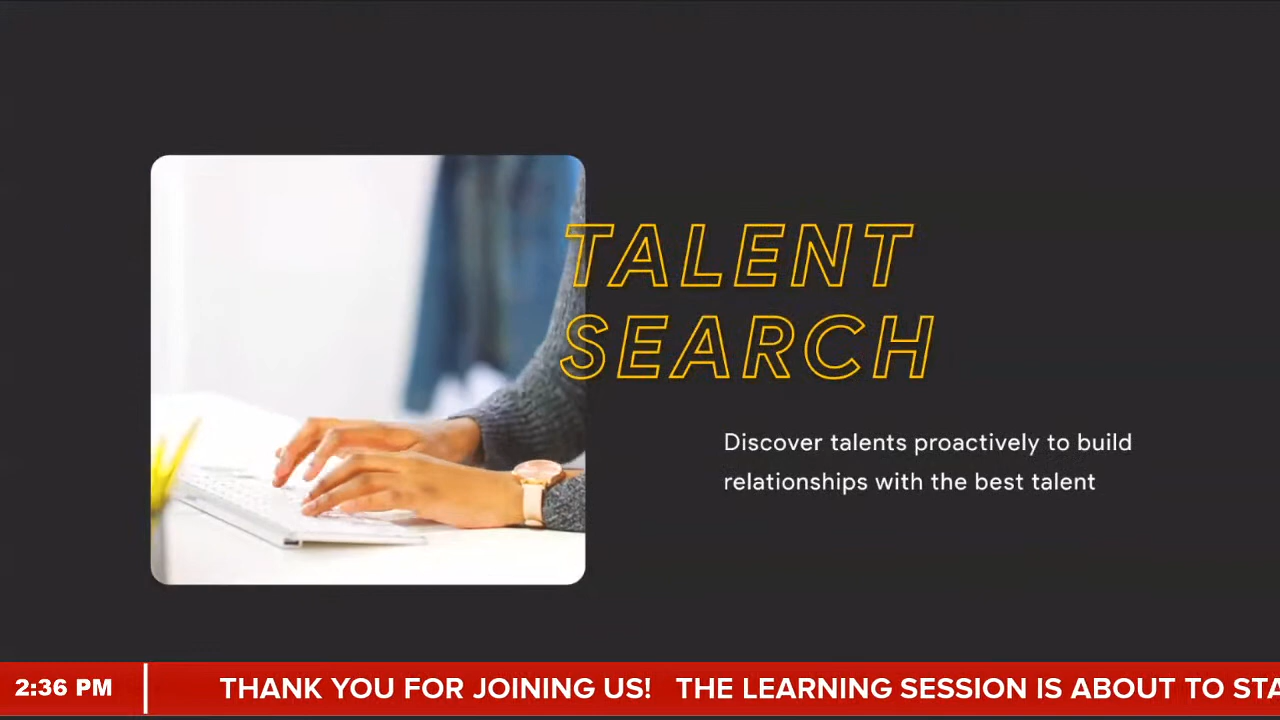 TALENT
SEARCH
Discover talents proactively to build
relationships with the best talent
2:36 PM
THANK YOU FOR JOINING US! THE LEARNING SESSION IS ABOUT TO STA